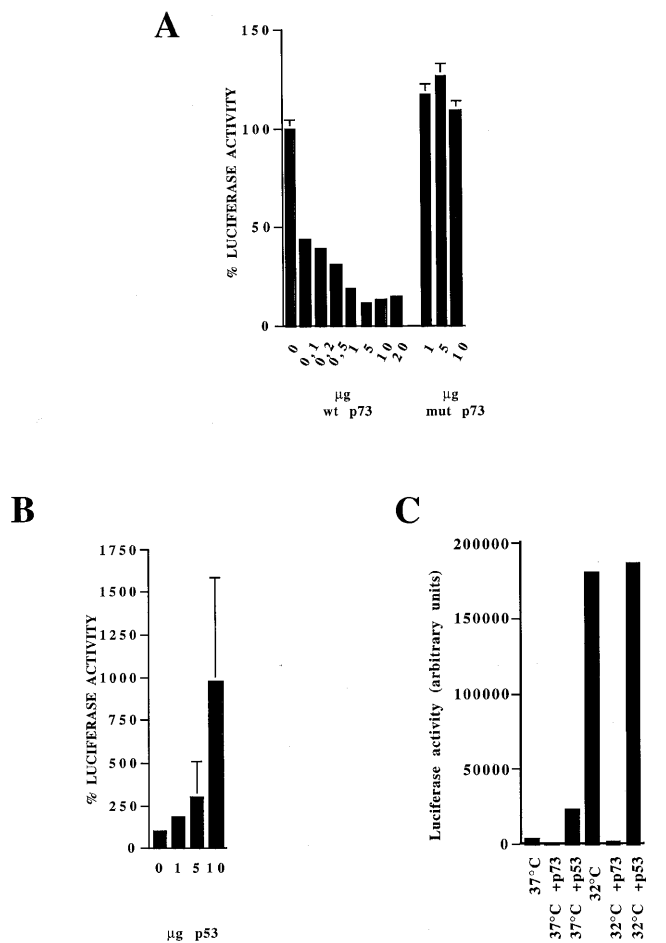 A
150
100
50
0
% LUCIFERASE ACTIVITY
0
0,1
0,2
0,5
1
5
10
20
1
5
10
µg
wt p73
µg
mut p73
B
1750
1500
1250
1000
750
500
250
0
% LUCIFERASE ACTIVITY
0 1 5 10
µg p53
C
200000
150000
100000
50000
0
Luciferase activity (arbitrary units)
37°C
37°C +p73
37°C +p53
32°C
32°C +p73
32°C +p53